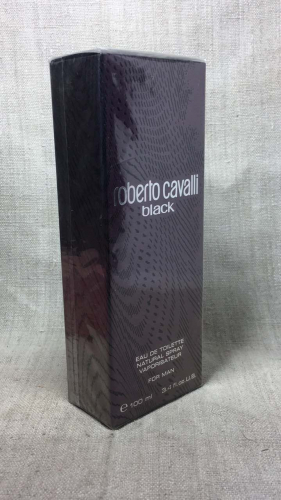 roberto cavalli
black
EAU DE TOILETTE
NATURAL SPRAY
VAPORISATEUR
FOR MAN
℮ 100 ml 3.4 fl.oz U.S.